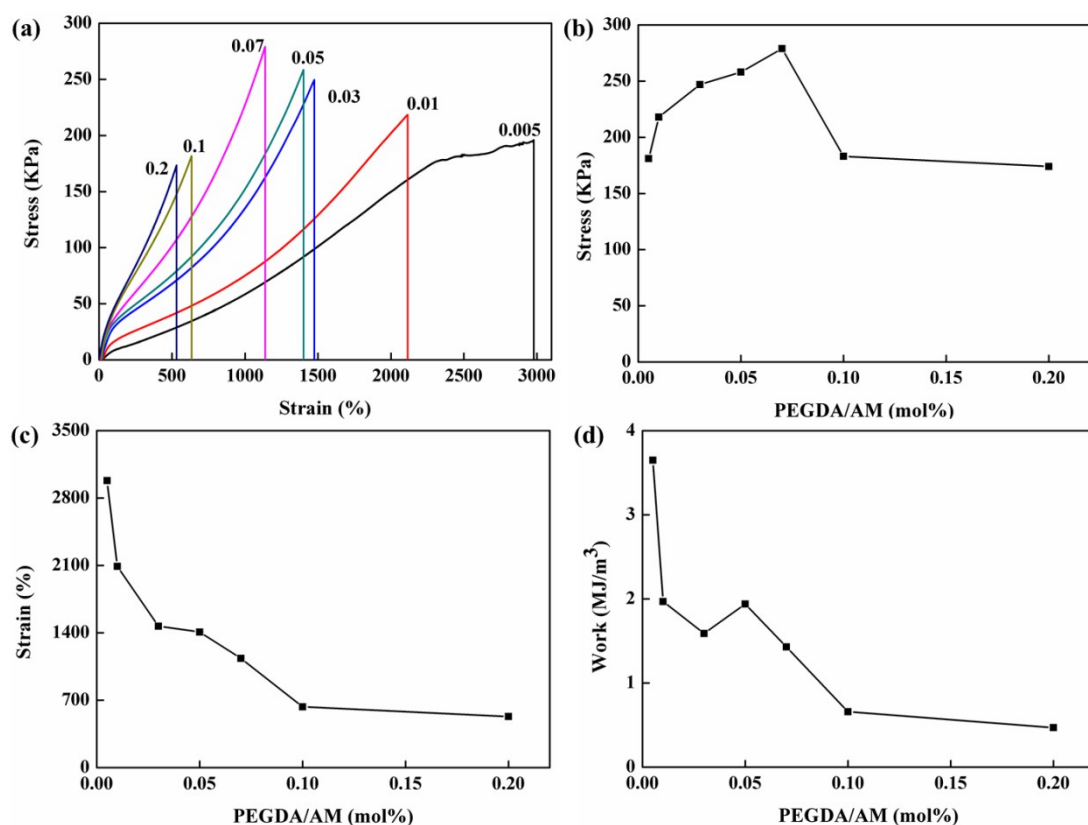 (a)
300
250
200
150
100
50
0
Stress (KPa)
0.2
0.1
0.07
0.05
0.03
0.01
0.005
0 500 1000 1500 2000 2500 3000
Strain (%)
(b)
300
250
200
150
100
50
0
Stress (KPa)
0.00 0.05 0.10 0.15 0.20
PEGDA/AM (mol%)
(c)
3500
2800
2100
1400
700
0
Strain (%)
0.00 0.05 0.10 0.15 0.20
PEGDA/AM (mol%)
(d)
4
3
2
1
0
Work (MJ/m³)
0.00 0.05 0.10 0.15 0.20
PEGDA/AM (mol%)